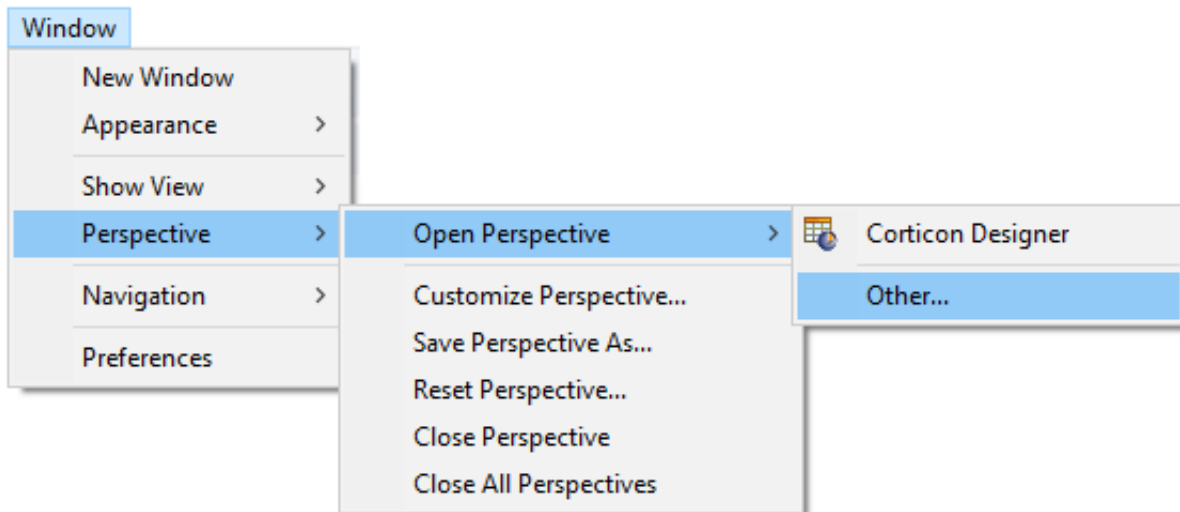 Window
New Window
Appearance
Show View
Perspective
Navigation
Preferences
Open Perspective
Customize Perspective...
Save Perspective As...
Reset Perspective...
Close Perspective
Close All Perspectives
Corticon Designer
Other...